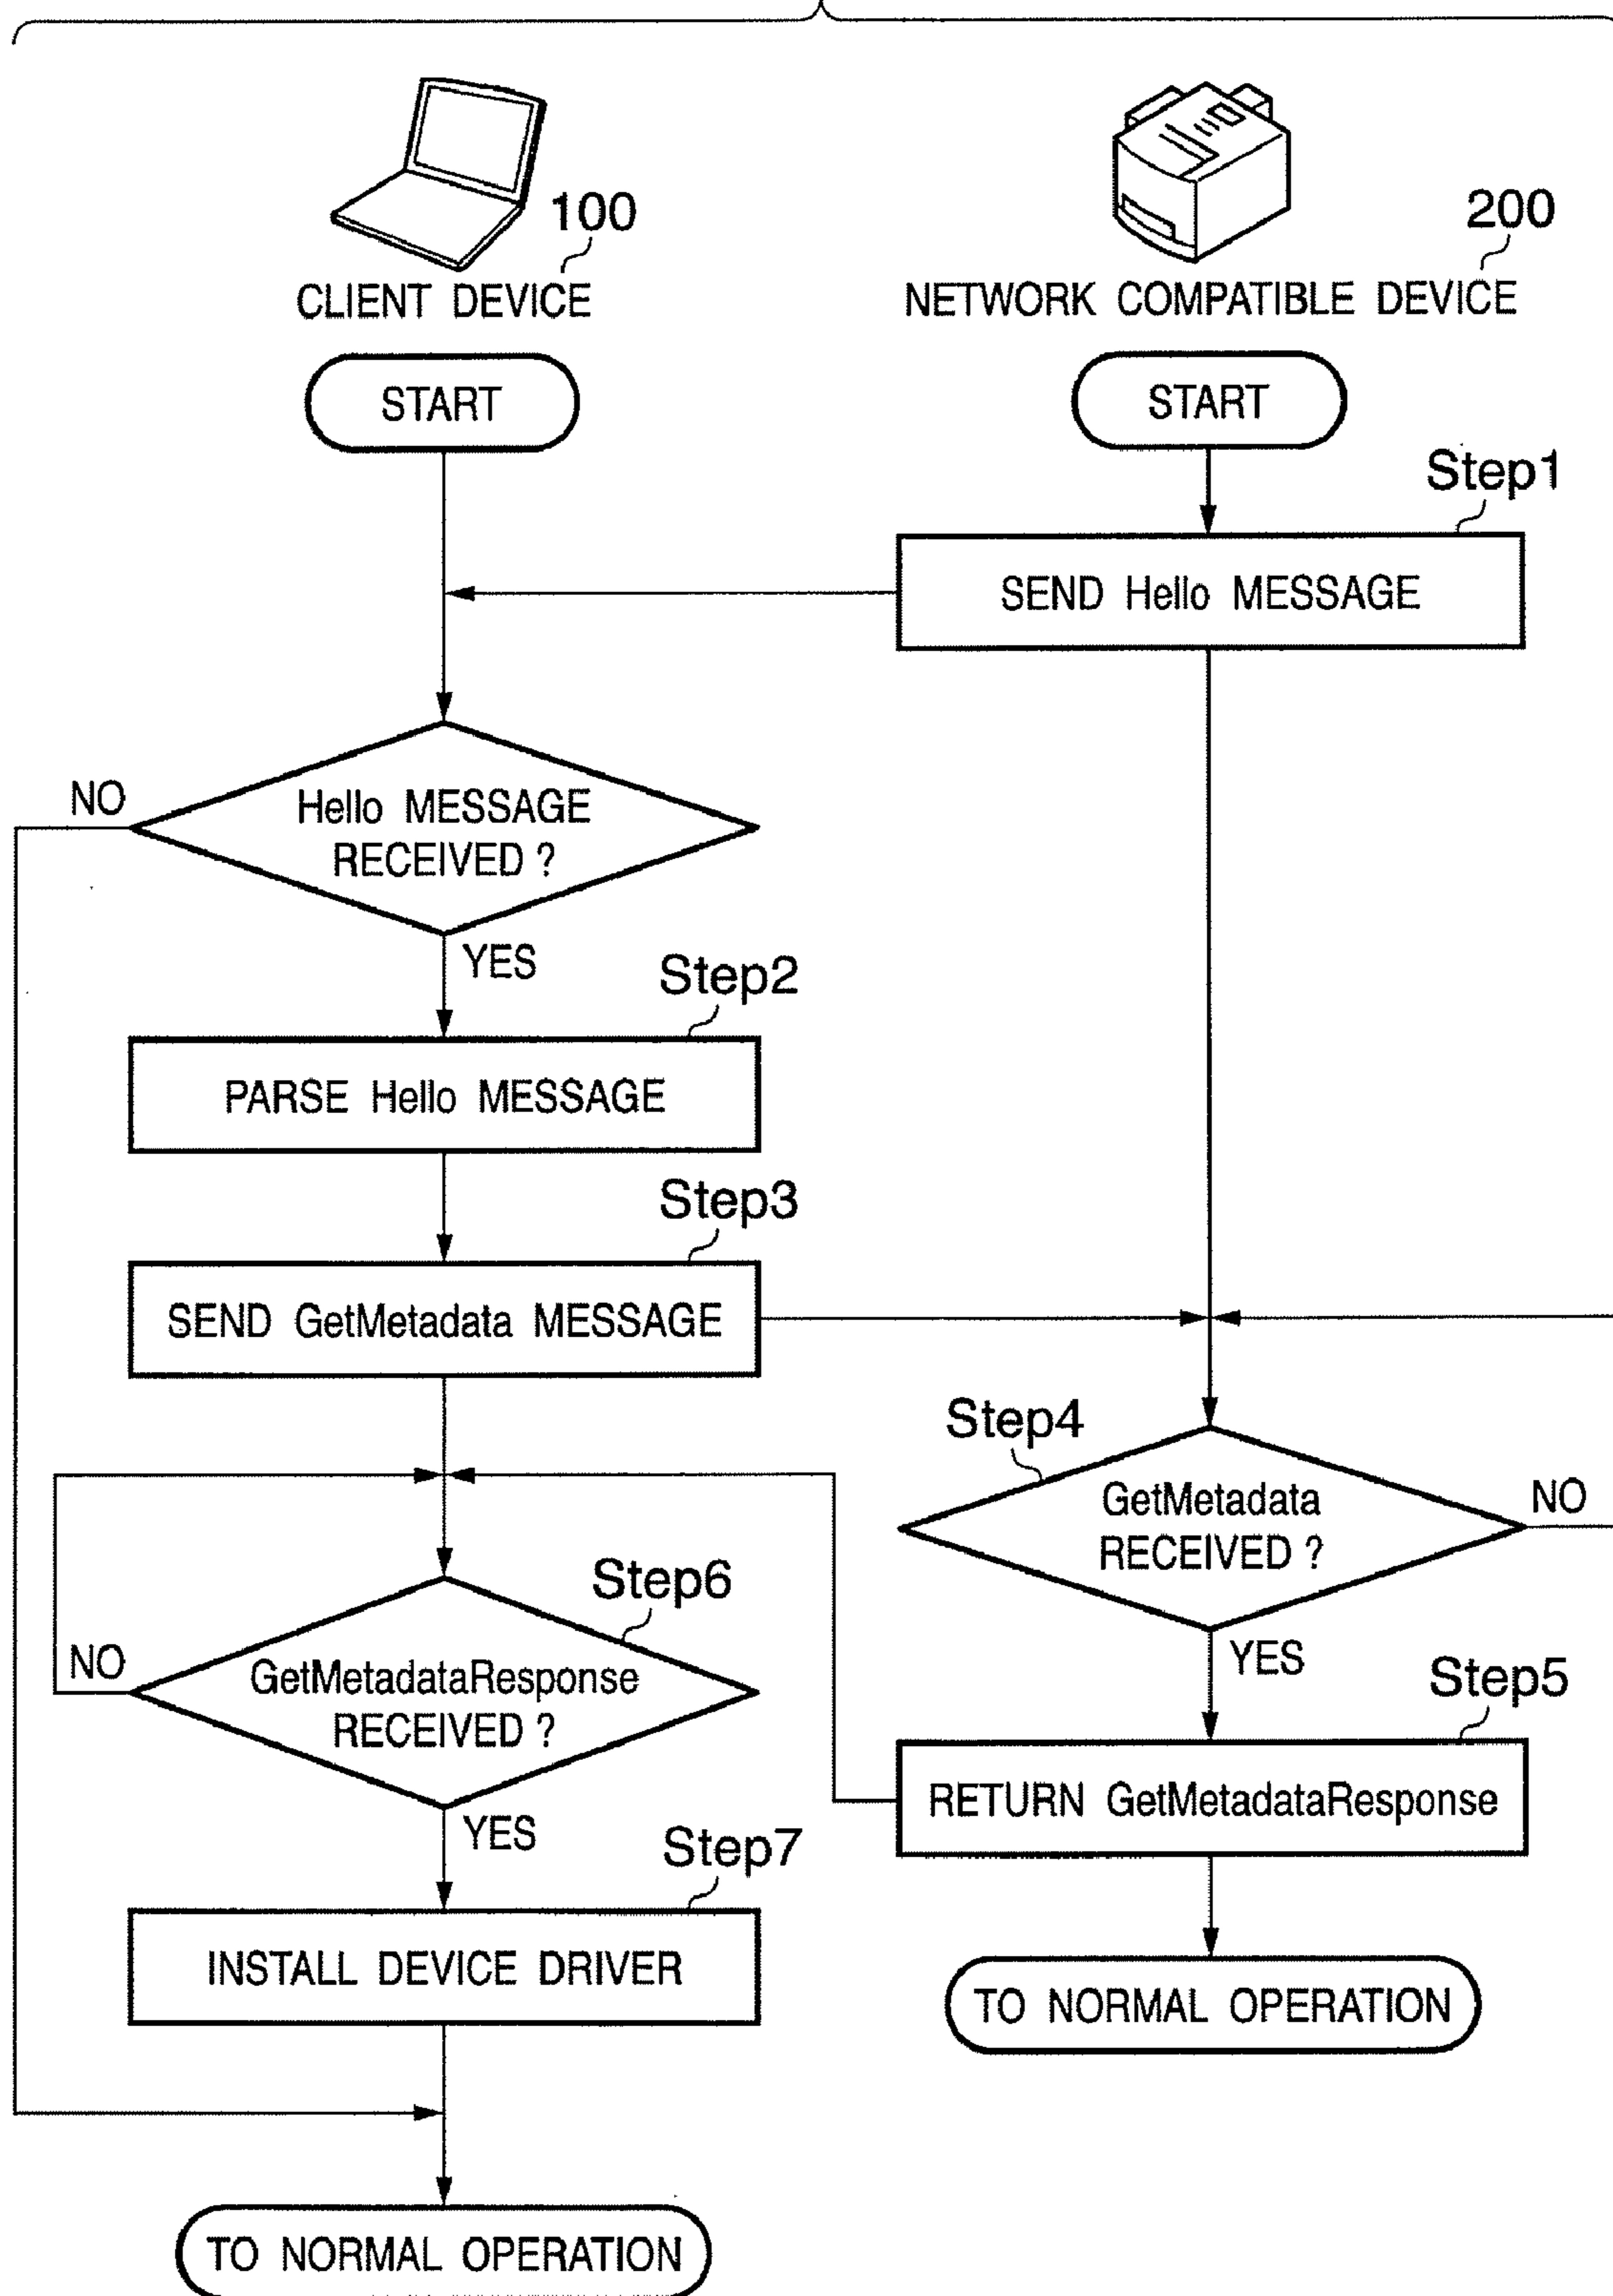 100
CLIENT DEVICE
200
NETWORK COMPATIBLE DEVICE
START
START
Step1
SEND Hello MESSAGE
NO
Hello MESSAGE
RECEIVED ?
YES
Step2
PARSE Hello MESSAGE
Step3
SEND GetMetadata MESSAGE
Step4
GetMetadata
RECEIVED ?
NO
YES
Step5
RETURN GetMetadataResponse
TO NORMAL OPERATION
Step6
GetMetadataResponse
RECEIVED ?
NO
YES
Step7
INSTALL DEVICE DRIVER
TO NORMAL OPERATION